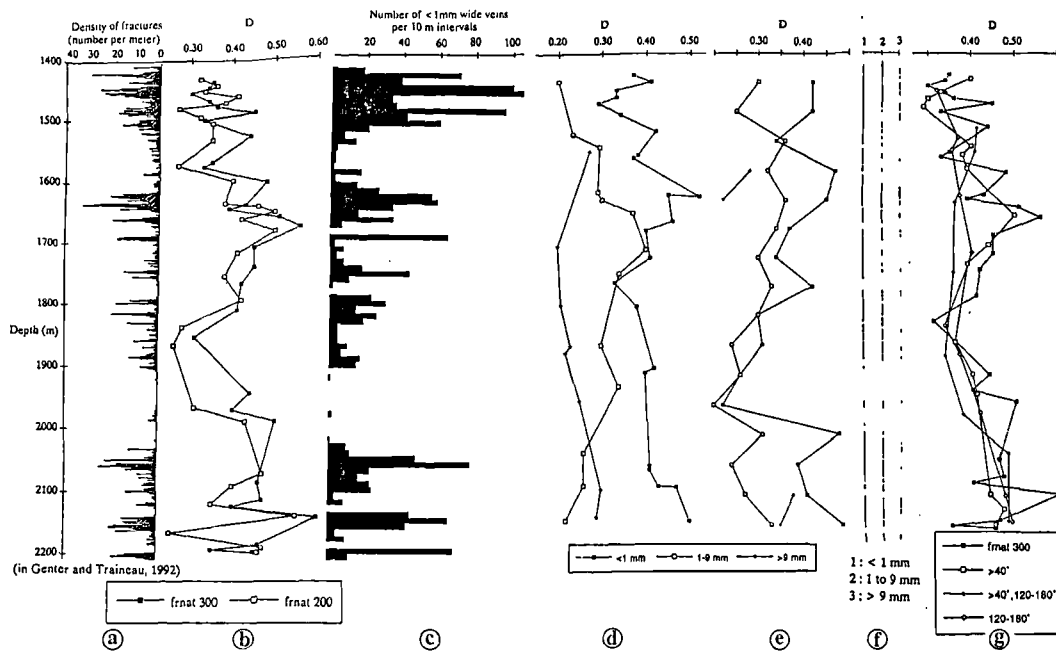 Density of fractures
(number per meter)
40 30 20 10 0
D
0.30 0.40 0.50 0.60
Number of <1mm wide veins
per 10 m intervals
20 40 60 80 100
D
0.20 0.30 0.40 0.50
D
0.30 0.40
1 2 3
D
0.40 0.50
1400
1500
1600
1700
1800
Depth (m)
1900
2000
2100
2200
(in Genter and Traineau, 1992)
frnat 300 frnat 200
<1 mm 1-9 mm >9 mm
1 : < 1 mm
2 : 1 to 9 mm
3 : > 9 mm
frnat 300
>40°
>40°,120-180°
120-180°
a b c d e f g